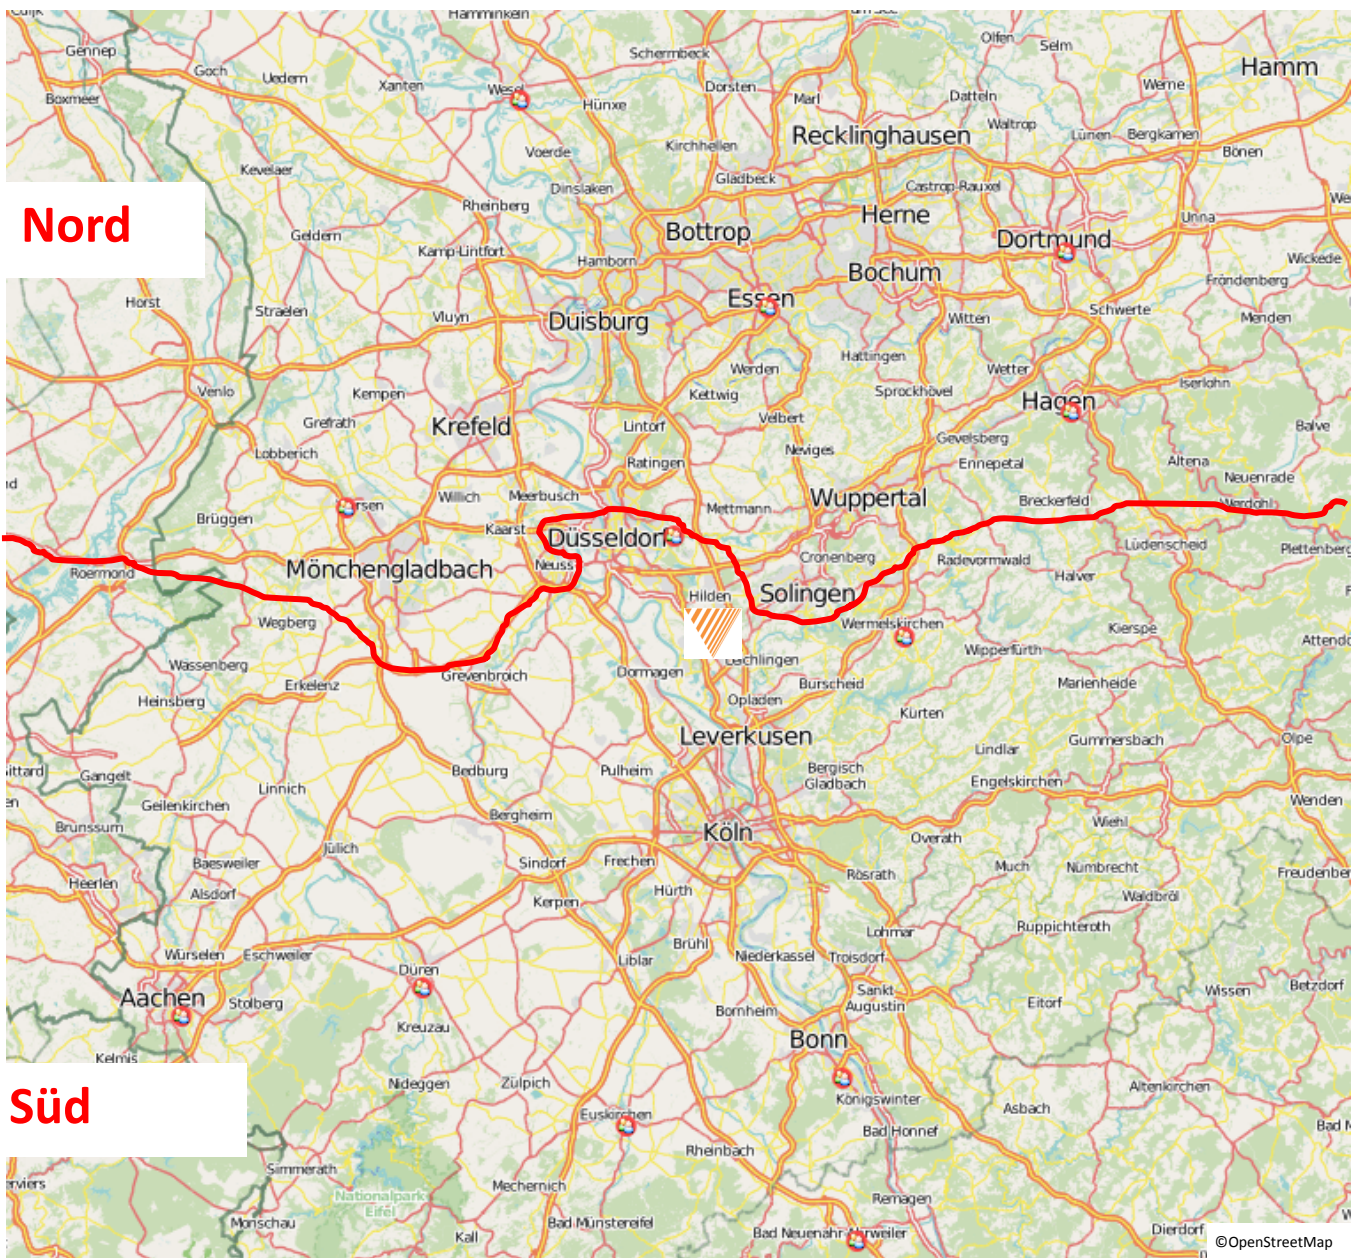 Hamminkeln
Gennep
Goch
Uedern
Xanten
Wesel
Boxmeer
Hünxe
Schermbeck
Dorsten
Marl
Olfen
Selm
Hamm
Werne
Datteln
Waltrop
Lünen
Bergkamen
Bönen
Recklinghausen
Kirchhellen
Voerde
Kevelaer
Gladbeck
Dinslaken
Castrop-Rauxel
Rheinberg
Herne
Unna
Nord
Bottrop
Geldern
Kamp-Lintfort
Hamborn
Dortmund
Wickede
Bochum
Fröndenberg
Horst
Straelen
Vluyn
Duisburg
Essen
Witten
Schwerte
Menden
Hattingen
Werden
Wetter
Venlo
Kempen
Kettwig
Sprockhövel
Iserlohn
Hagen
Grefrath
Krefeld
Lintorf
Velbert
Balve
Lobberich
Neviges
Gevelsberg
Ratingen
Ennepetal
Altena
Neuenrade
Willich
Meerbusch
Wuppertal
Breckerfeld
Werdohl
Brüggen
Mettmann
Kaarst
Düsseldorf
Lüdenscheid
Plettenberg
Roermond
Mönchengladbach
Neuss
Cronenberg
Radevormwald
Halver
Hilden
Solingen
Wegberg
Wermelskirchen
Kierspe
Wassenberg
Wipperfürth
Erkelenz
Grevenbroich
Dormagen
Burscheid
Marienheide
Heinsberg
Opladen
Kürten
Leverkusen
Lindlar
Gummersbach
Olpe
Gangelt
Bedburg
Pulheim
Bergisch
Gladbach
Engelskirchen
Linnich
Geilenkirchen
Bergheim
Wenden
Brunssum
Köln
Wiehl
Overath
Jülich
Baesweiler
Sindorf
Frechen
Much
Nümbrecht
Heerlen
Alsdorf
Hürth
Rösrath
Waldbröl
Kerpen
Ruppichteroth
Lohmar
Brühl
Würselen
Eschweiler
Liblar
Niederkassel
Troisdorf
Düren
Aachen
Stolberg
Sankt
Augustin
Eitorf
Wissen
Betzdorf
Bornheim
Kreuzau
Bonn
Kelmis
Nideggen
Zülpich
Altenkirchen
Süd
Königswinter
Asbach
Euskirchen
Bad Honnef
Rheinbach
Simmerath
Mechernich
Nationalpark
Eifel
Remagen
Monschau
Bad Münstereifel
Kall
Bad Neuenahr-Ahrweiler
Dierdorf
©OpenStreetMap